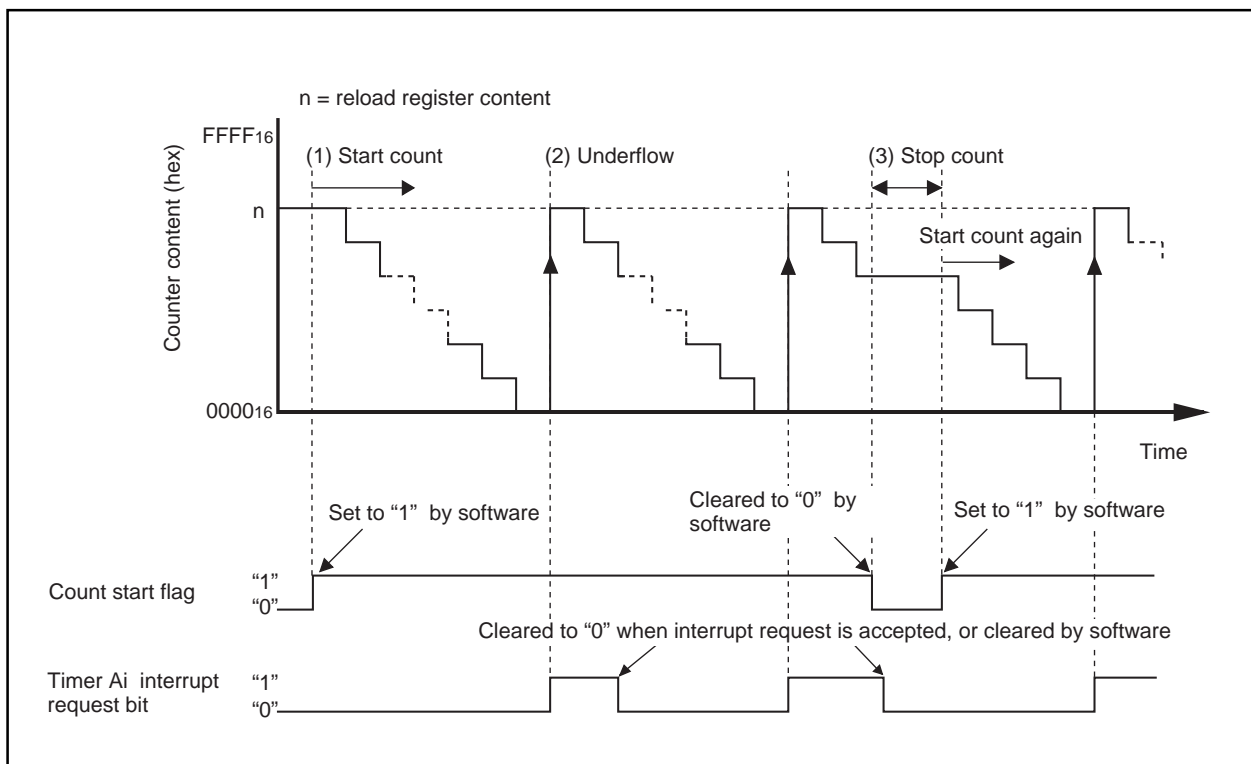 n = reload register content
FFFF16
(1) Start count
(2) Underflow
(3) Stop count
n
Start count again
Counter content (hex)
000016
Time
Set to “1” by software
Cleared to “0” by
software
Set to “1” by software
Count start flag
“1”
“0”
Cleared to “0” when interrupt request is accepted, or cleared by software
Timer Ai interrupt
request bit
“1”
“0”